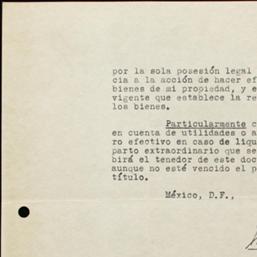 por la sola posesión legal
cia a la acción de hacer ef
bienes de mi propiedad, y e
vigente que establece la re
los bienes.
Particularmente c
en cuenta de utilidades o a
ro efectivo en caso de liqu
parto extraordinario que se
birá el tenedor de este doc
aunque no esté vencido el p
título.
México, D.F.,